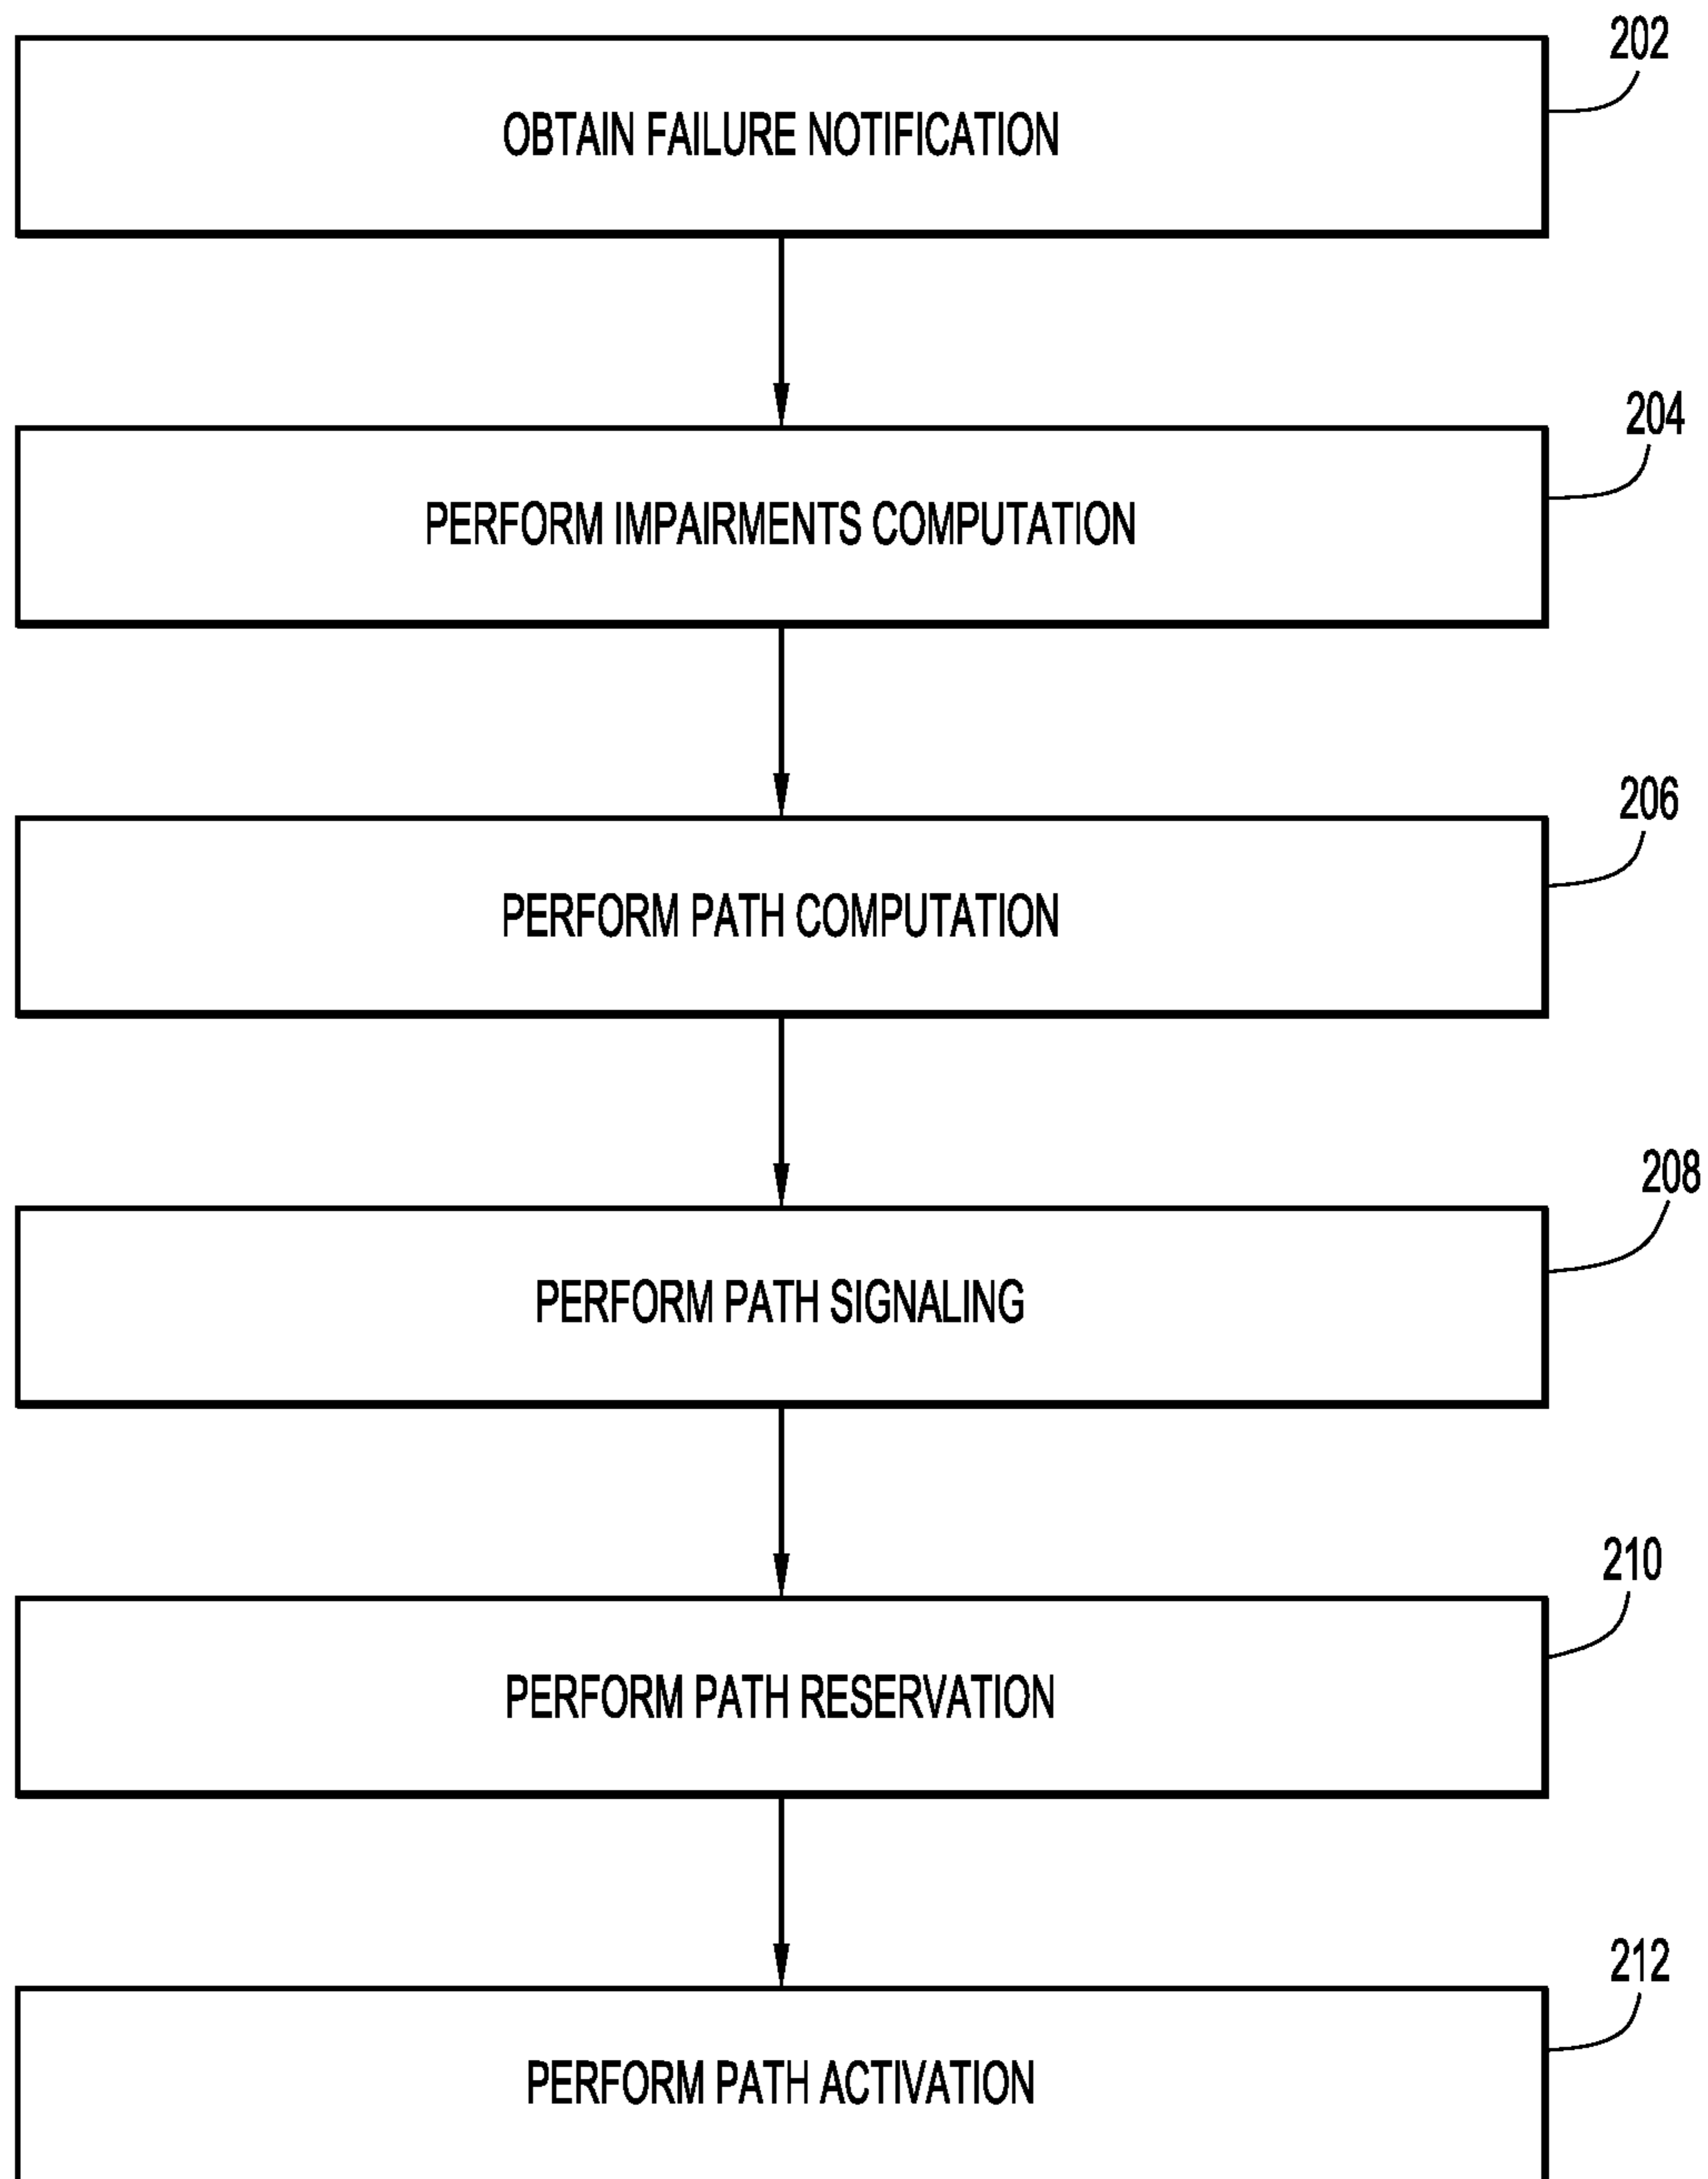 202
OBTAIN FAILURE NOTIFICATION
204
PERFORM IMPAIRMENTS COMPUTATION
206
PERFORM PATH COMPUTATION
208
PERFORM PATH SIGNALING
210
PERFORM PATH RESERVATION
212
PERFORM PATH ACTIVATION